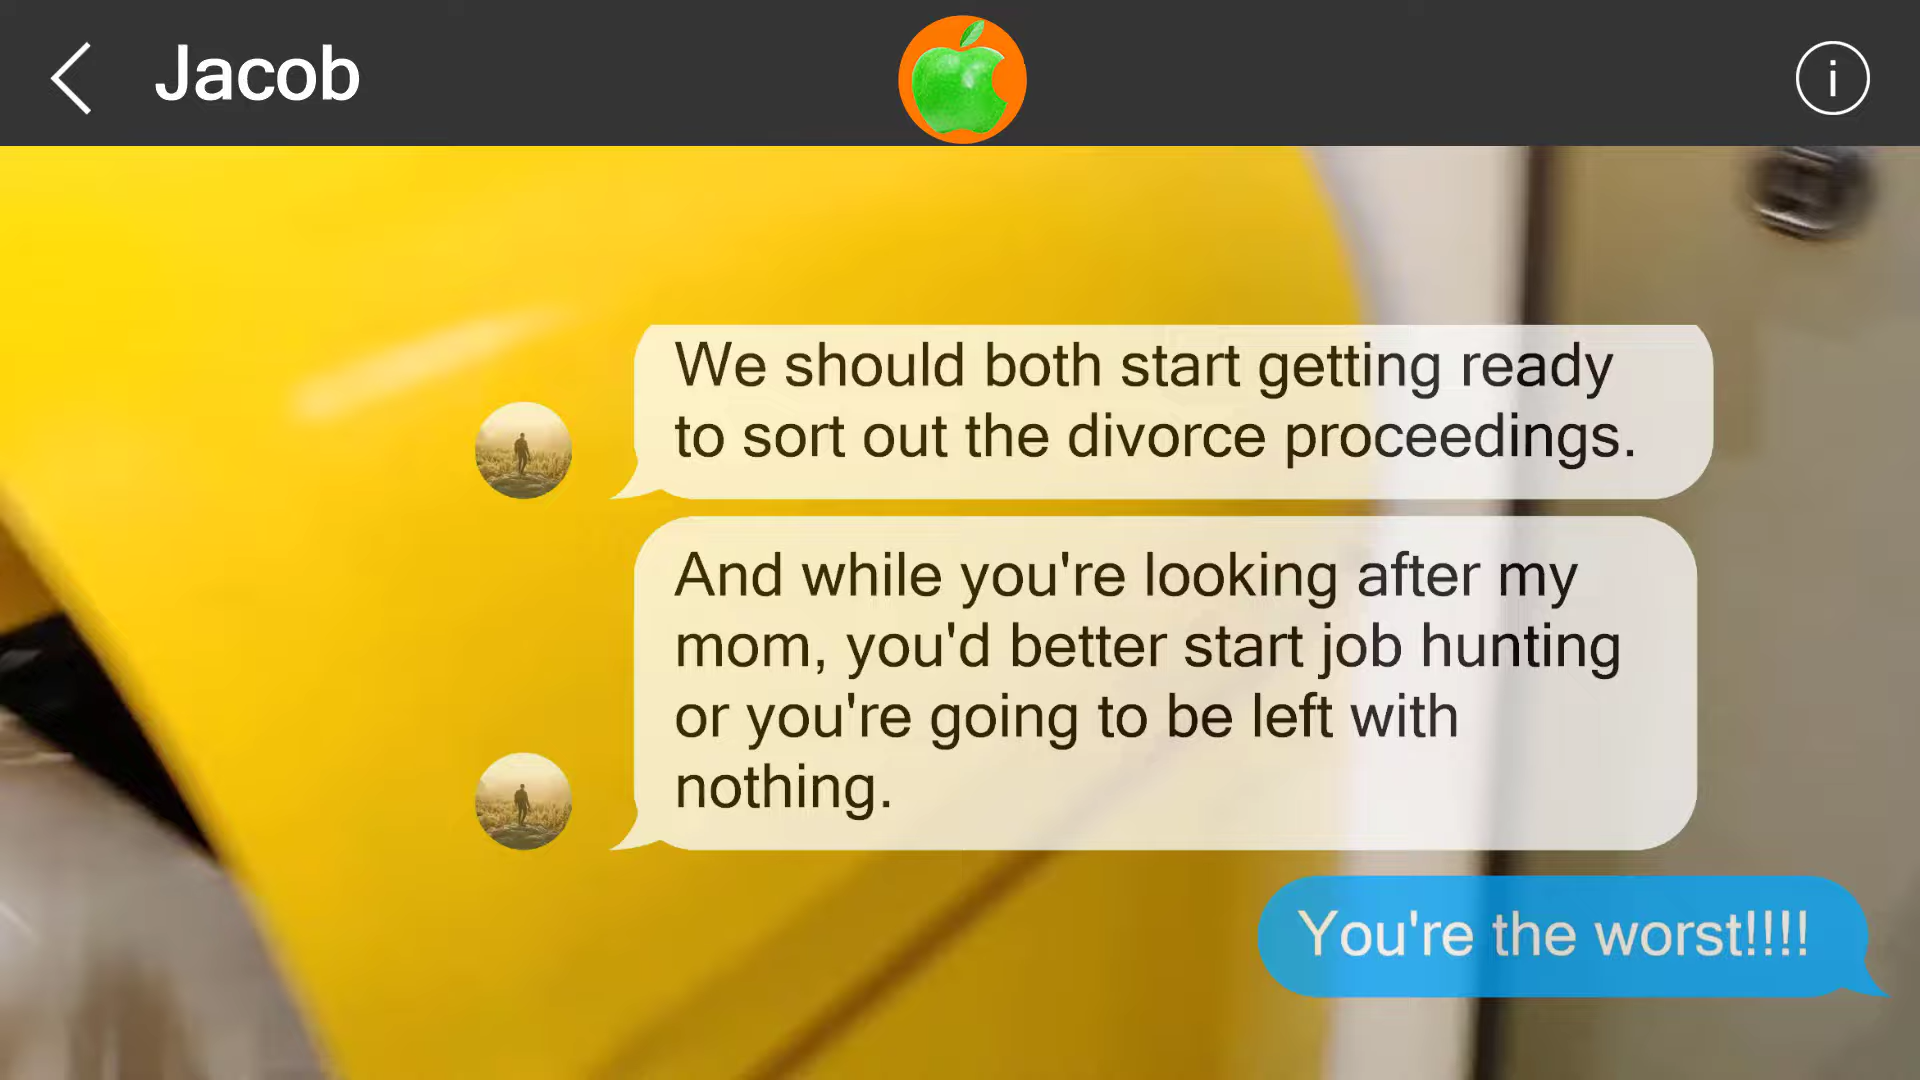 Jacob
We should both start getting ready
to sort out the divorce proceedings.
And while you're looking after my
mom, you'd better start job hunting
or you're going to be left with
nothing.
You're the worst!!!!